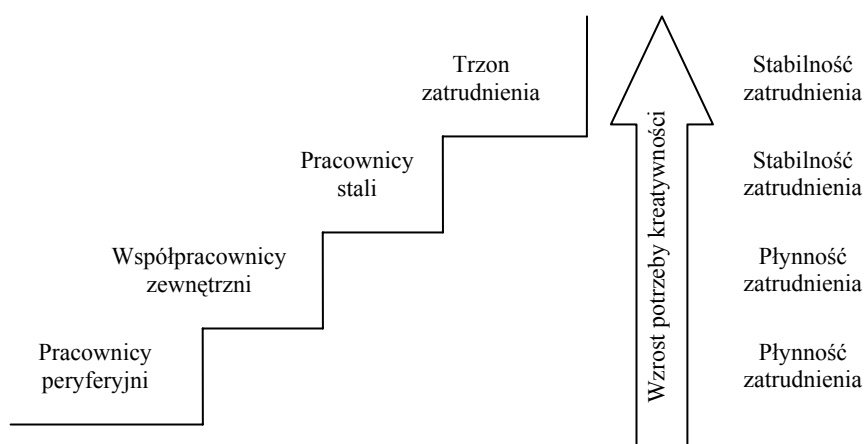 Trzon
zatrudnienia
Stabilność
zatrudnienia
Pracownicy
stali
Stabilność
zatrudnienia
Współpracownicy
zewnętrzni
Płynność
zatrudnienia
Pracownicy
peryferyjni
Płynność
zatrudnienia
Wzrost potrzeby kreatywności